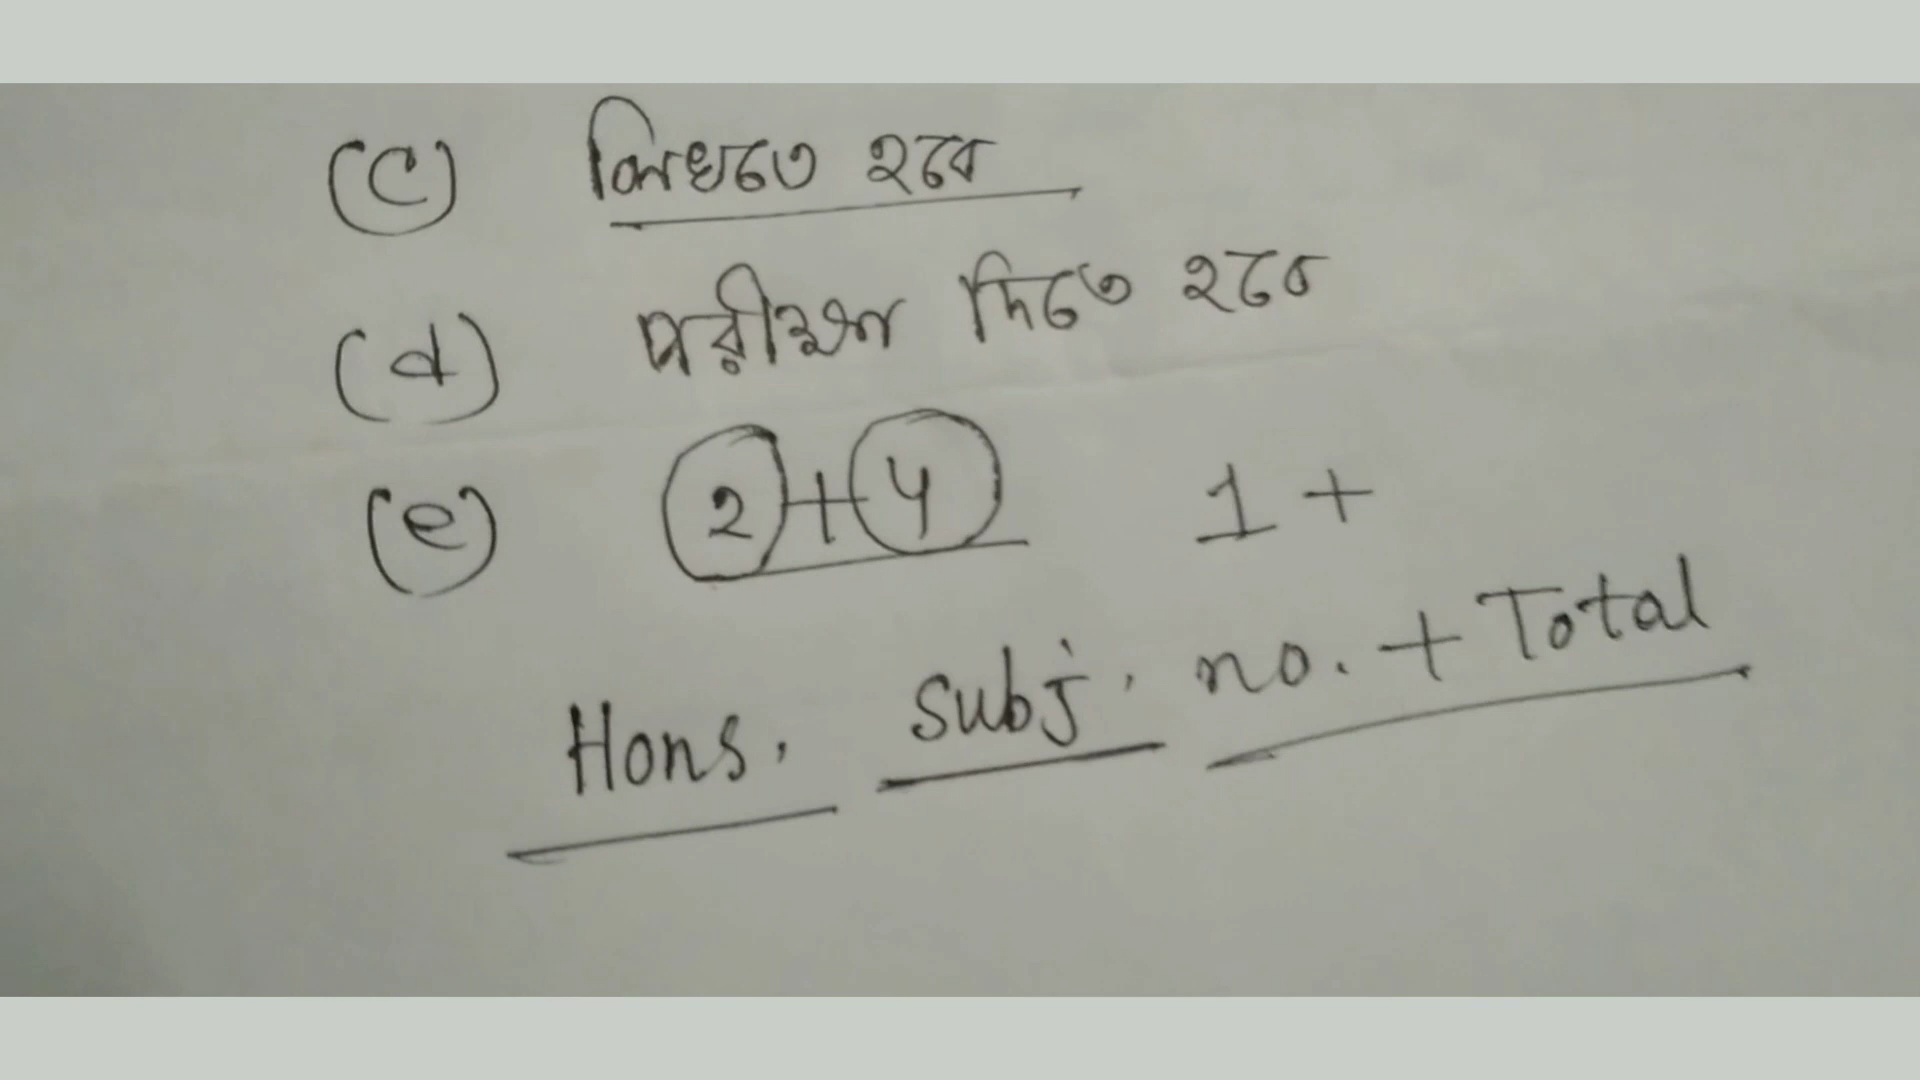 (c) লিখতে হবে
(d) পরীক্ষা দিতে হবে
(e) 2+4 1+
Hons. subj. no. + Total